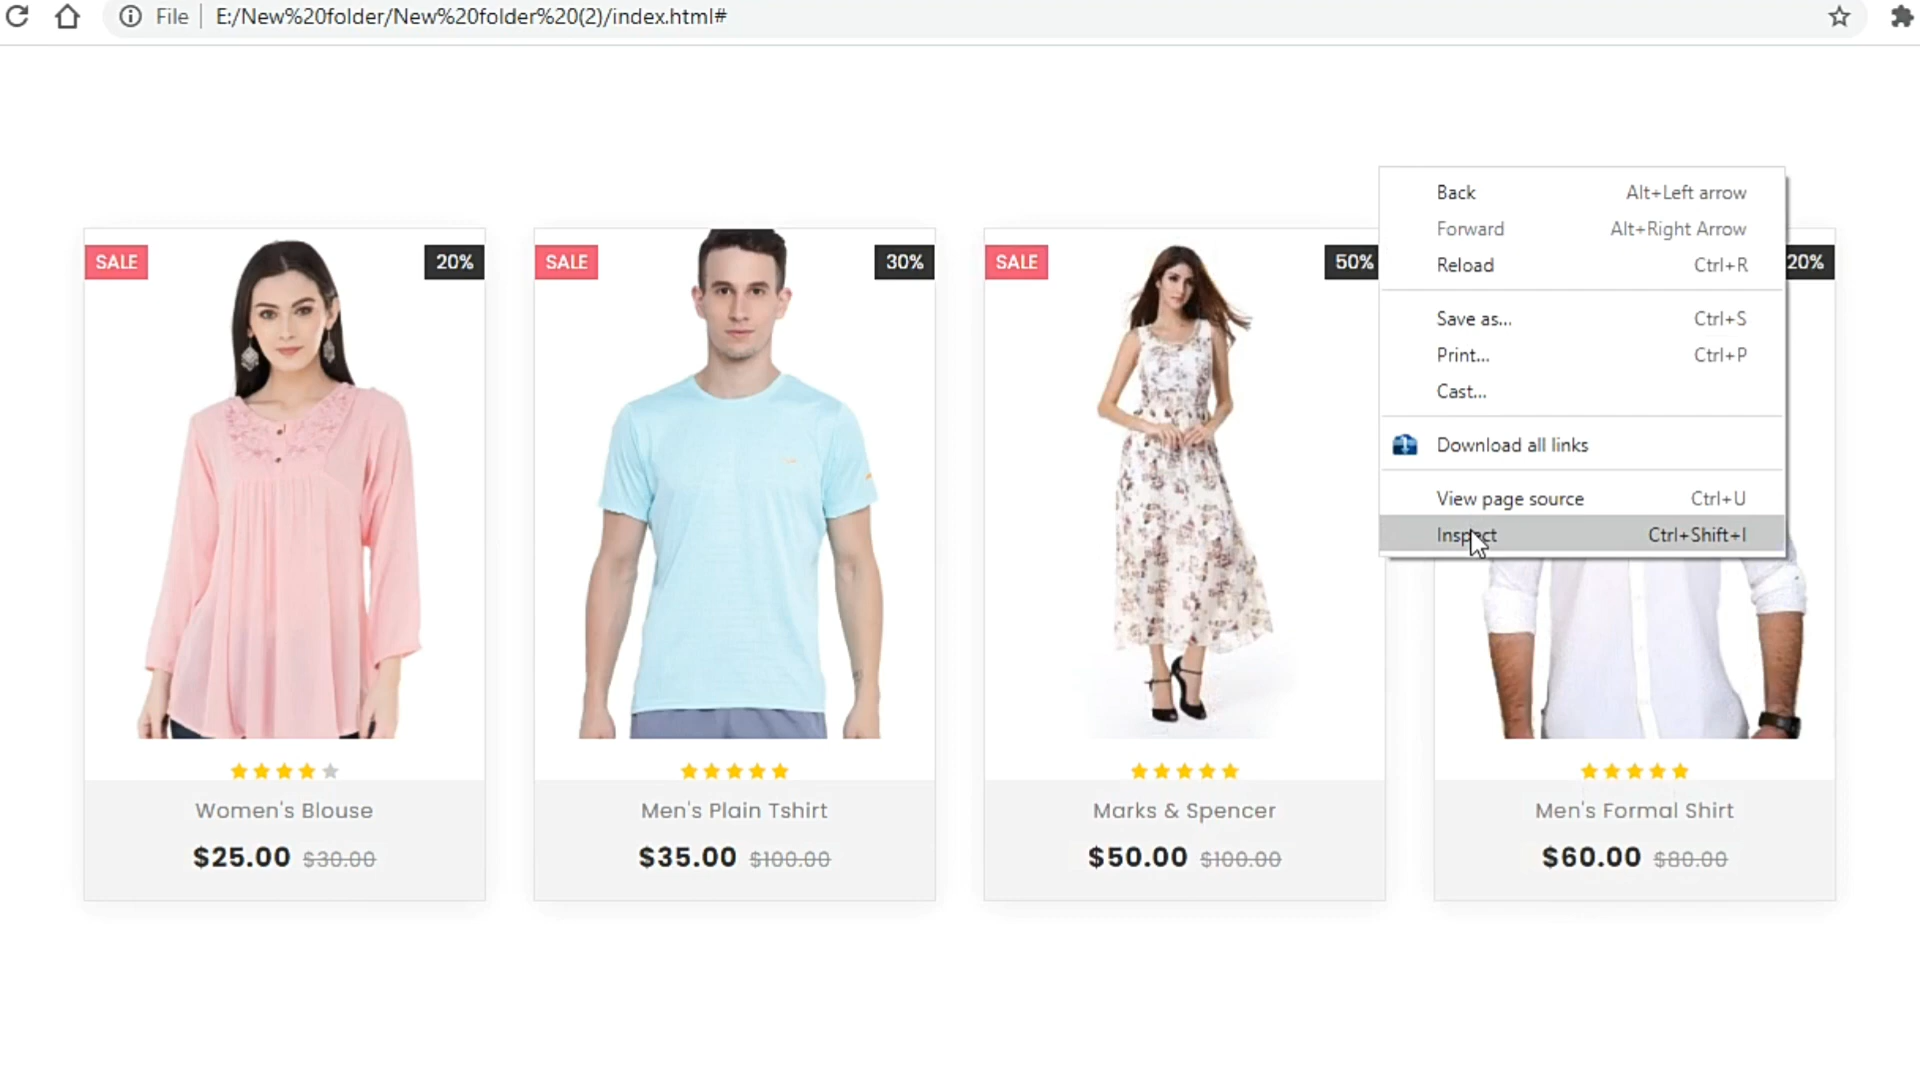 File E:/New%20folder/New%20folder%20(2)/index.html#
Back Alt+Left arrow
Forward Alt+Right Arrow
Reload Ctrl+R
Save as... Ctrl+S
Print... Ctrl+P
Cast...
Download all links
View page source Ctrl+U
Inspect Ctrl+Shift+I
SALE 20%
SALE 30%
SALE 50%
20%
Women's Blouse
$25.00 $30.00
Men's Plain Tshirt
$35.00 $100.00
Marks & Spencer
$50.00 $100.00
Men's Formal Shirt
$60.00 $80.00